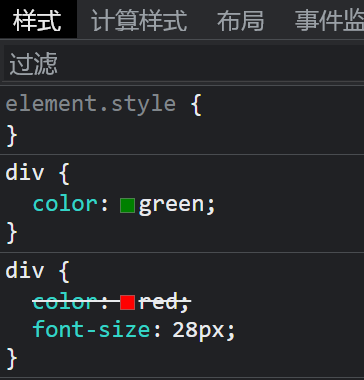 样式 计算样式 布局 事件监
过滤
element.style {
}
div {
color: green;
}
div {
color: red;
font-size: 28px;
}